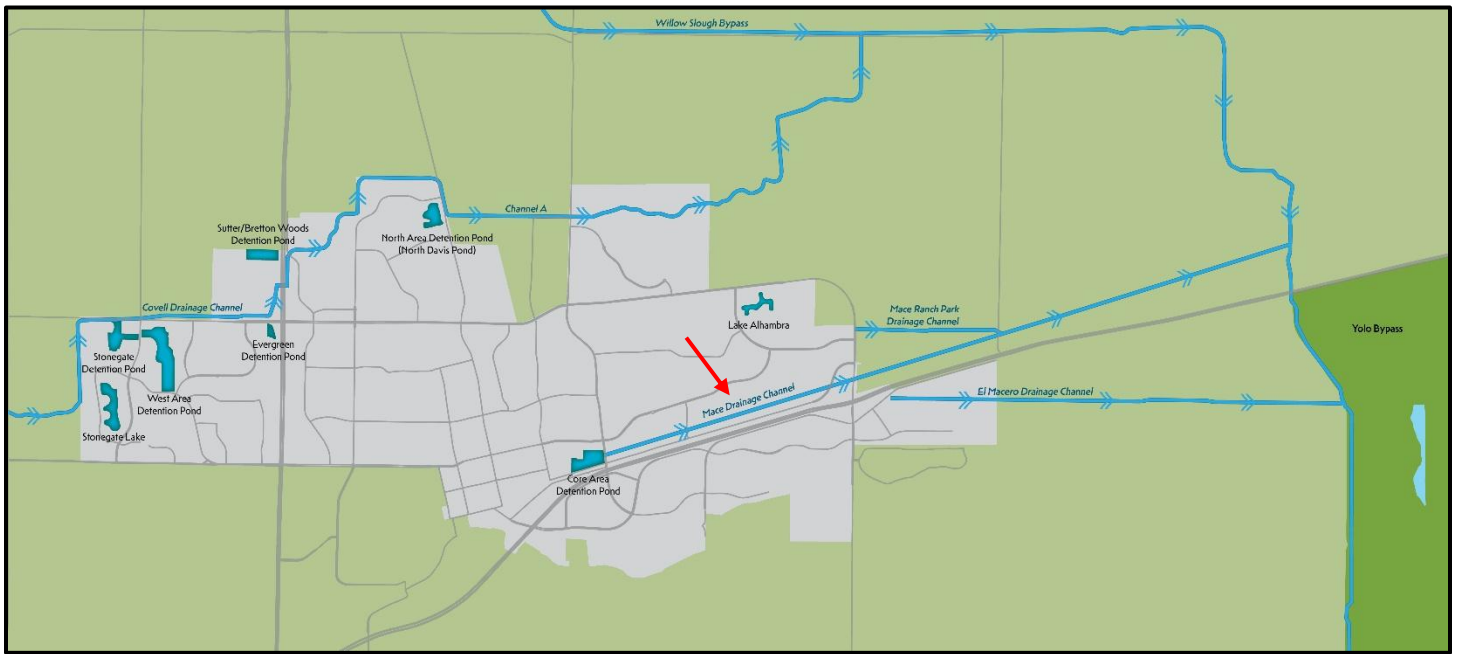 Willow Slough Bypass
Channel A
Sutter/Bretton Woods
Detention Pond
North Area Detention Pond
(North Davis Pond)
Covell Drainage Channel
Lake Alhambra
Mace Ranch Park
Drainage Channel
Yolo Bypass
Evergreen
Detention Pond
Stonegate
Detention Pond
West Area
Detention Pond
Mace Drainage Channel
El Macero Drainage Channel
Stonegate Lake
Core Area
Detention Pond